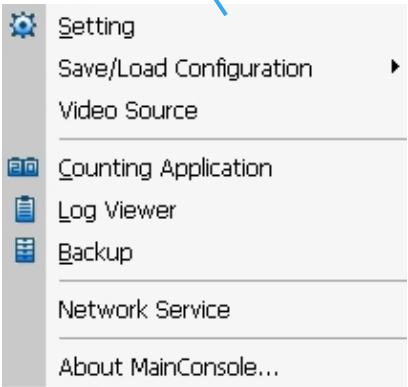 Setting
Save/Load Configuration
Video Source
Counting Application
Log Viewer
Backup
Network Service
About MainConsole...